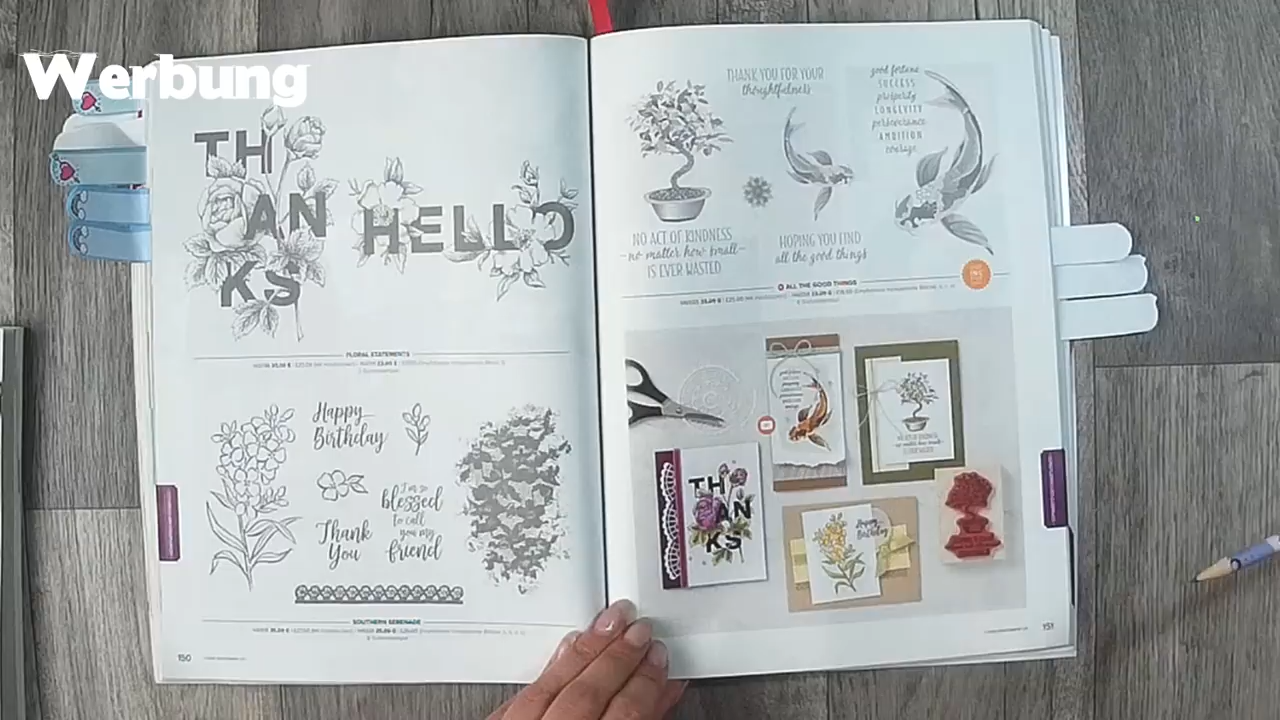 Werbung
TH
AN
KS
HELLO
FLORAL STATEMENTS
Happy
Birthday
Thank
You
I'm so
blessed
to call
you my
friend
SOUTHERN SERENADE
150
THANK YOU FOR YOUR
thoughtfulness
good fortune
SUCCESS
prosperity
LONGEVITY
perseverance
AMBITION
courage
NO ACT OF KINDNESS
no matter how small
IS EVER WASTED
HOPING YOU FIND
all the good things
ALL THE GOOD THINGS
TH
AN
KS
Happy
Birthday
151